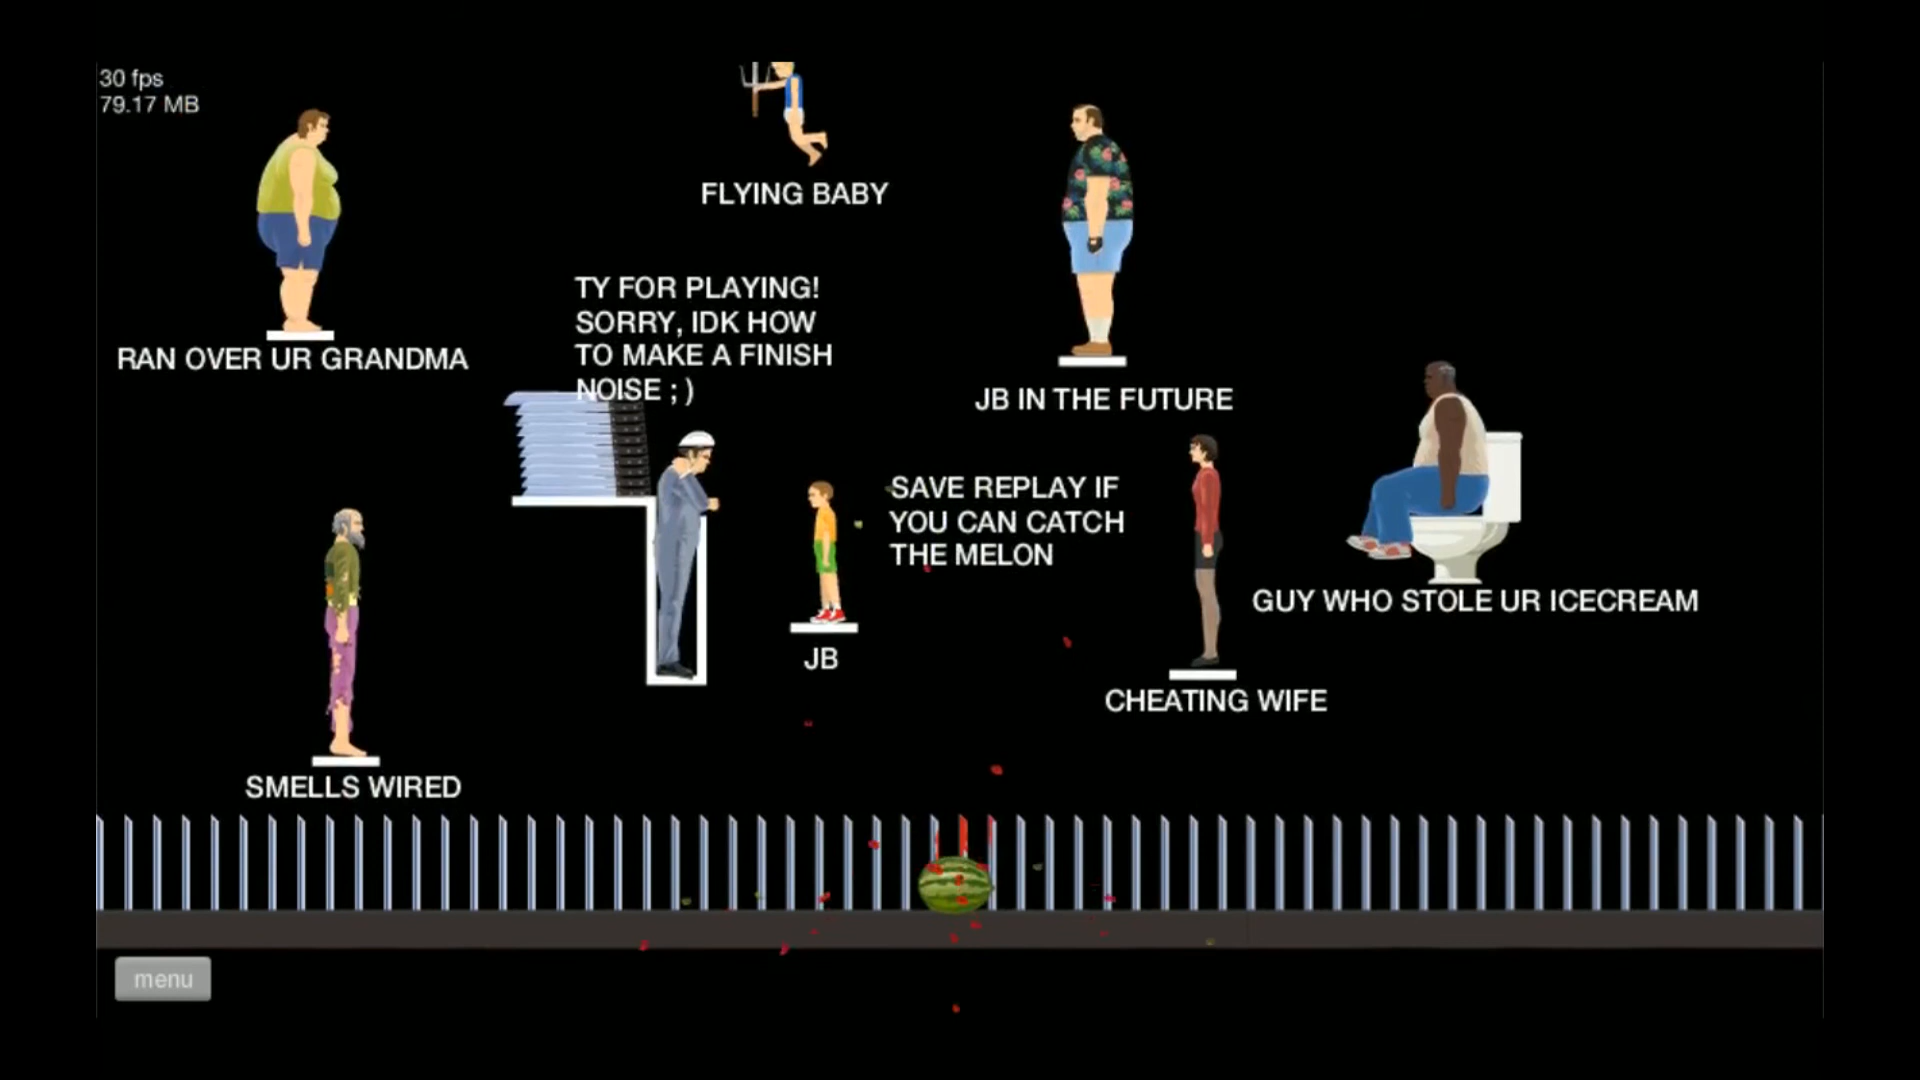 30 fps
79.17 MB
FLYING BABY
TY FOR PLAYING!
SORRY, IDK HOW
TO MAKE A FINISH
NOISE ; )
RAN OVER UR GRANDMA
JB IN THE FUTURE
SAVE REPLAY IF
YOU CAN CATCH
THE MELON
GUY WHO STOLE UR ICECREAM
JB
CHEATING WIFE
SMELLS WIRED
menu